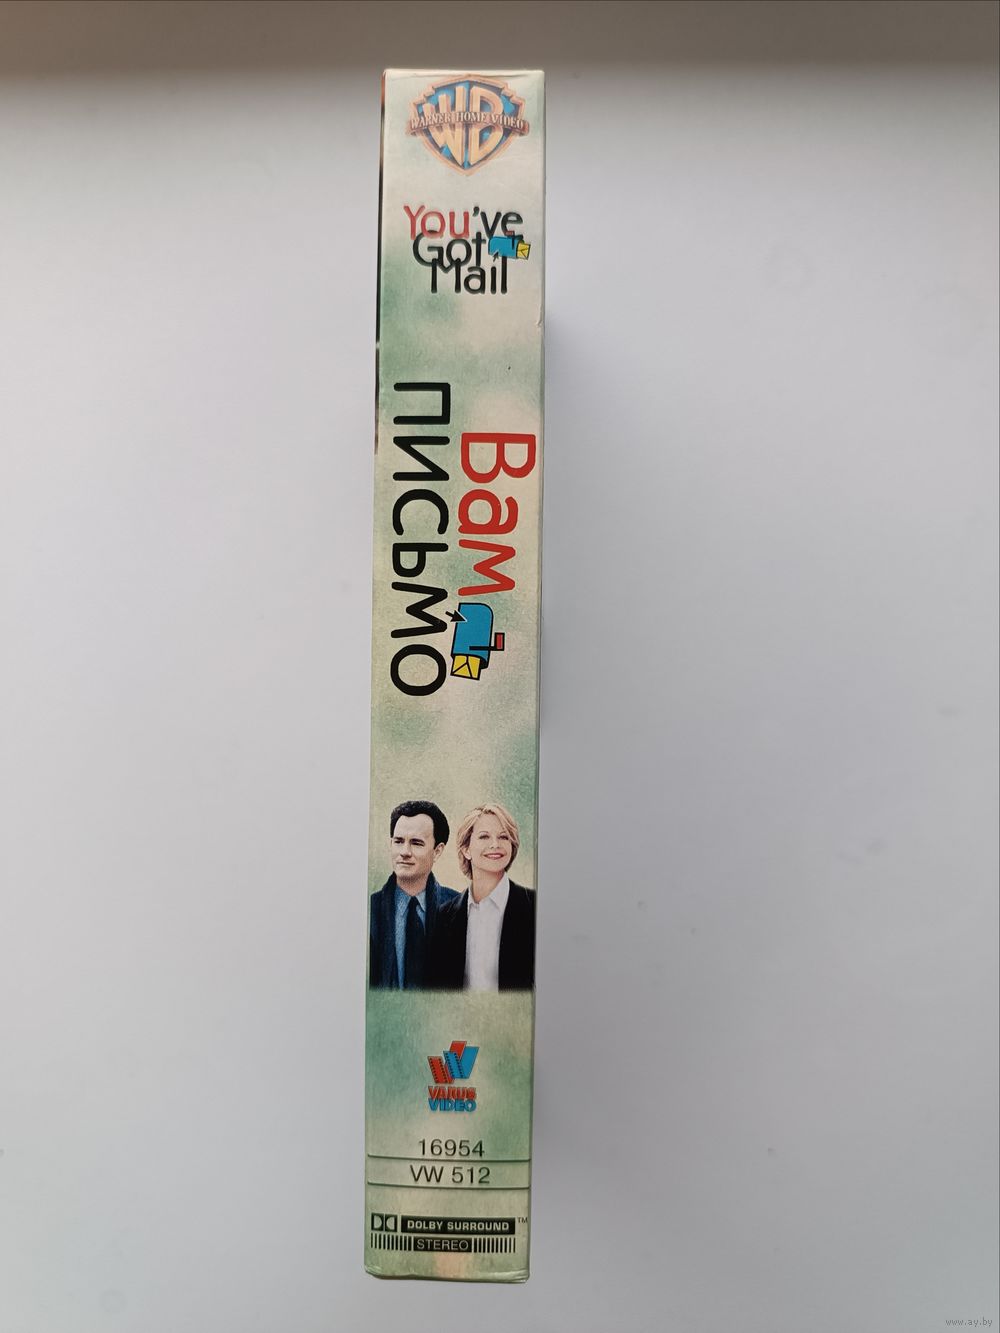 WB
WARNER HOME VIDEO
You've
Got
Mail
Вам
письмо
VARUS
VIDEO
16954
VW 512
DOLBY SURROUND ™
STEREO
www.ay.by